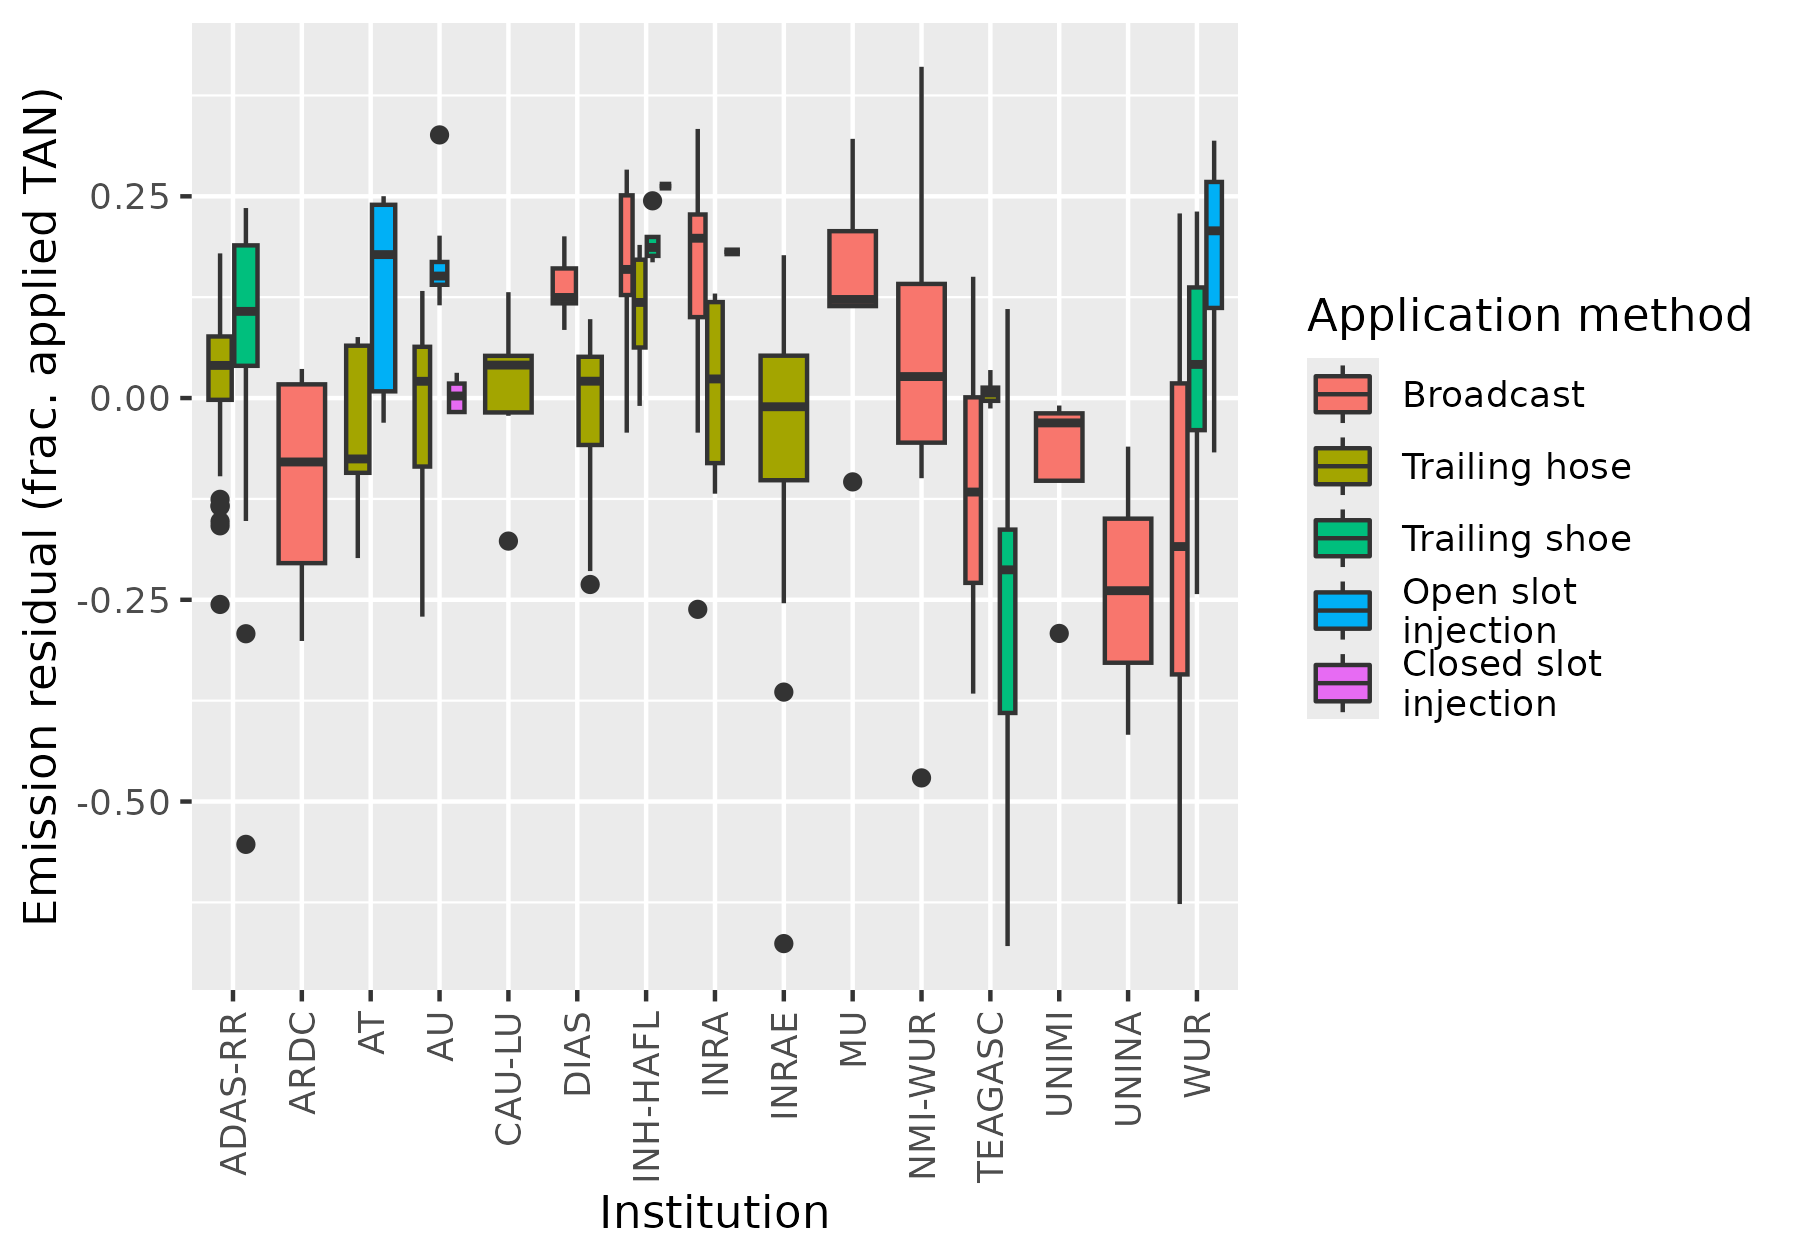 Emission residual (frac. applied TAN)
0.25
0.00
-0.25
-0.50
ADAS-RR
ARDC
AT
AU
CAU-LU
DIAS
INH-HAFL
INRA
INRAE
MU
NMI-WUR
TEAGASC
UNIMI
UNINA
WUR
Institution
Application method
Broadcast
Trailing hose
Trailing shoe
Open slot
injection
Closed slot
injection